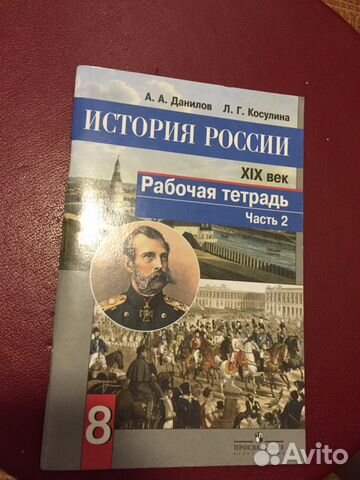 А. А. Данилов Л. Г. Косулина
ИСТОРИЯ РОССИИ
XIX век
Рабочая тетрадь
Часть 2
8
ПРОСВЕЩЕНИЕ
Avito